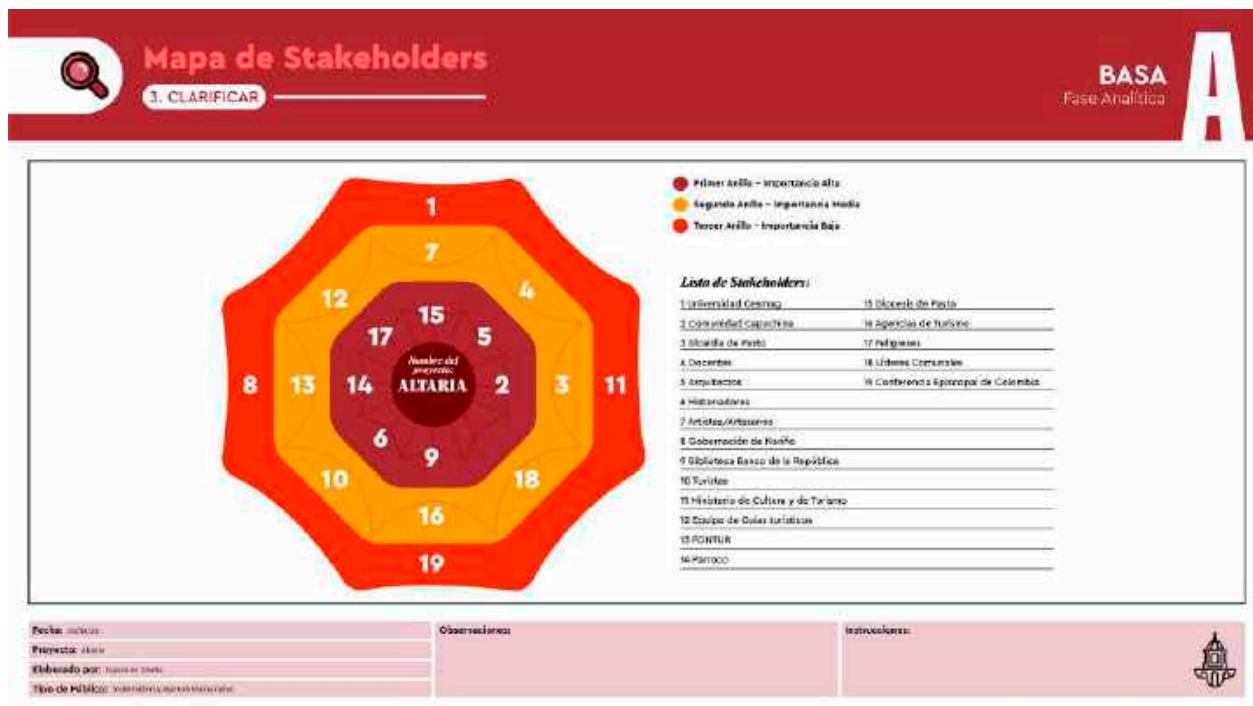 Mapa de Stakeholders
3. CLARIFICAR
BASA
Fase Analítica
A
1
7
12
4
15
17
5
Nombre del
proyecto:
ALTARIA
8
13
14
2
3
11
6
9
10
18
16
19
Primer Anillo - Importancia Alta
Segundo Anillo - Importancia Media
Tercer Anillo - Importancia Baja
Lista de Stakeholders:
1 Universidad Cesmag
2 Comunidad Capuchina
3 Alcaldía de Pasto
4 Docentes
5 Arquitectos
6 Historiadores
7 Artistas/Artesanos
8 Gobernación de Nariño
9 Biblioteca Banco de la República
10 Turistas
11 Ministerio de Cultura y de Turismo
12 Equipo de Guías turísticos
13 FONTUR
14 Párroco
15 Diócesis de Pasto
16 Agencias de Turismo
17 Feligreses
18 Líderes Comunales
19 Conferencia Episcopal de Colombia
Fecha:
Proyecto: Altaria
Elaborado por:
Tipo de Público:
Observaciones:
Instrucciones: